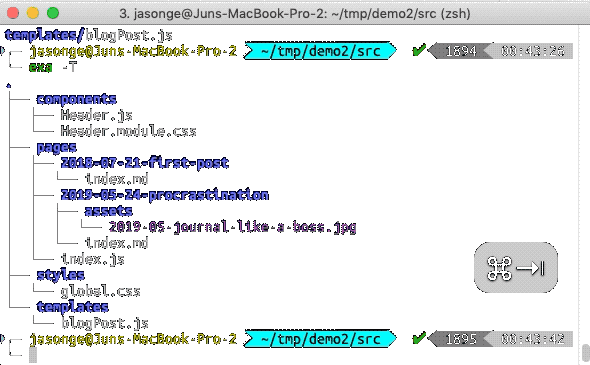 3. jasonge@Juns-MacBook-Pro-2: ~/tmp/demo2/src (zsh)
templates/blogPost.js
jasonge@Juns-MacBook-Pro-2 ~/tmp/demo2/src ✔ 1894 00:43:26
exa -T
.
├── components
│  ├── Header.js
│  └── Header.module.css
├── pages
│  ├── 2018-07-21-first-post
│  │  └── index.md
│  ├── 2019-05-24-procrastination
│  │  ├── assets
│  │  │  └── 2019-05-journal-like-a-boss.jpg
│  │  └── index.md
│  └── index.js
├── styles
│  └── global.css
└── templates
   └── blogPost.js
⌘⇥
jasonge@Juns-MacBook-Pro-2 ~/tmp/demo2/src ✔ 1895 00:43:42